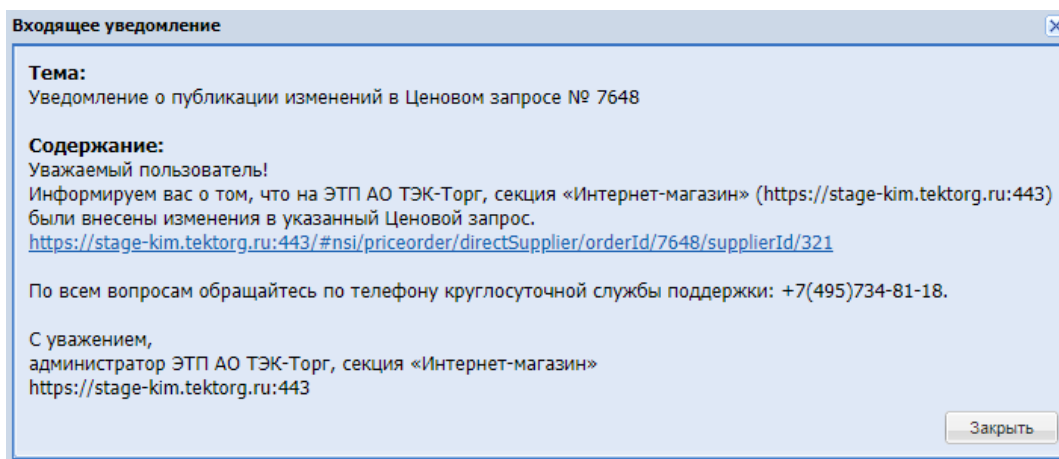 Входящее уведомление
Тема:
Уведомление о публикации изменений в Ценовом запросе № 7648
Содержание:
Уважаемый пользователь!
Информируем вас о том, что на ЭТП АО ТЭК-Торг, секция «Интернет-магазин» (https://stage-kim.tektorg.ru:443)
были внесены изменения в указанный Ценовой запрос.
https://stage-kim.tektorg.ru:443/#nsi/priceorder/directSupplier/orderId/7648/supplierId/321
По всем вопросам обращайтесь по телефону круглосуточной службы поддержки: +7(495)734-81-18.
С уважением,
администратор ЭТП АО ТЭК-Торг, секция «Интернет-магазин»
https://stage-kim.tektorg.ru:443
Закрыть